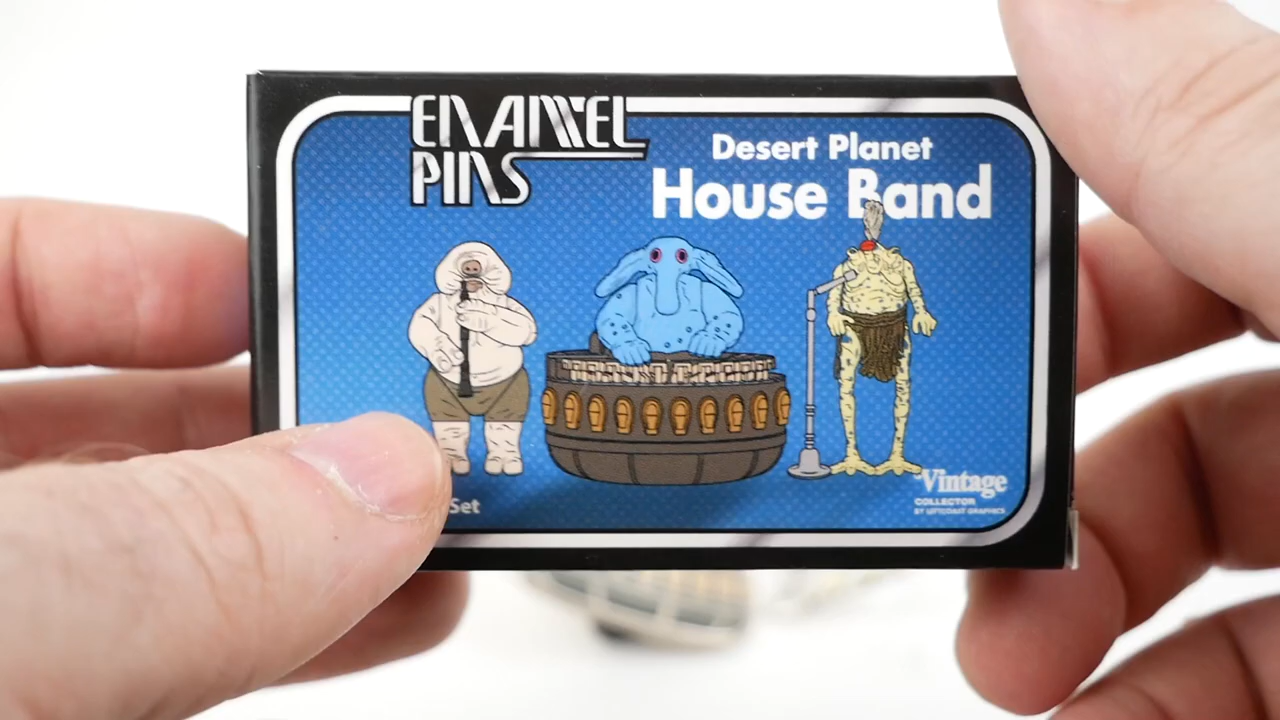 ENAMEL
PINS
Desert Planet
House Band
Set
Vintage
COLLECTOR
BY LEFTCOAST GRAPHICS